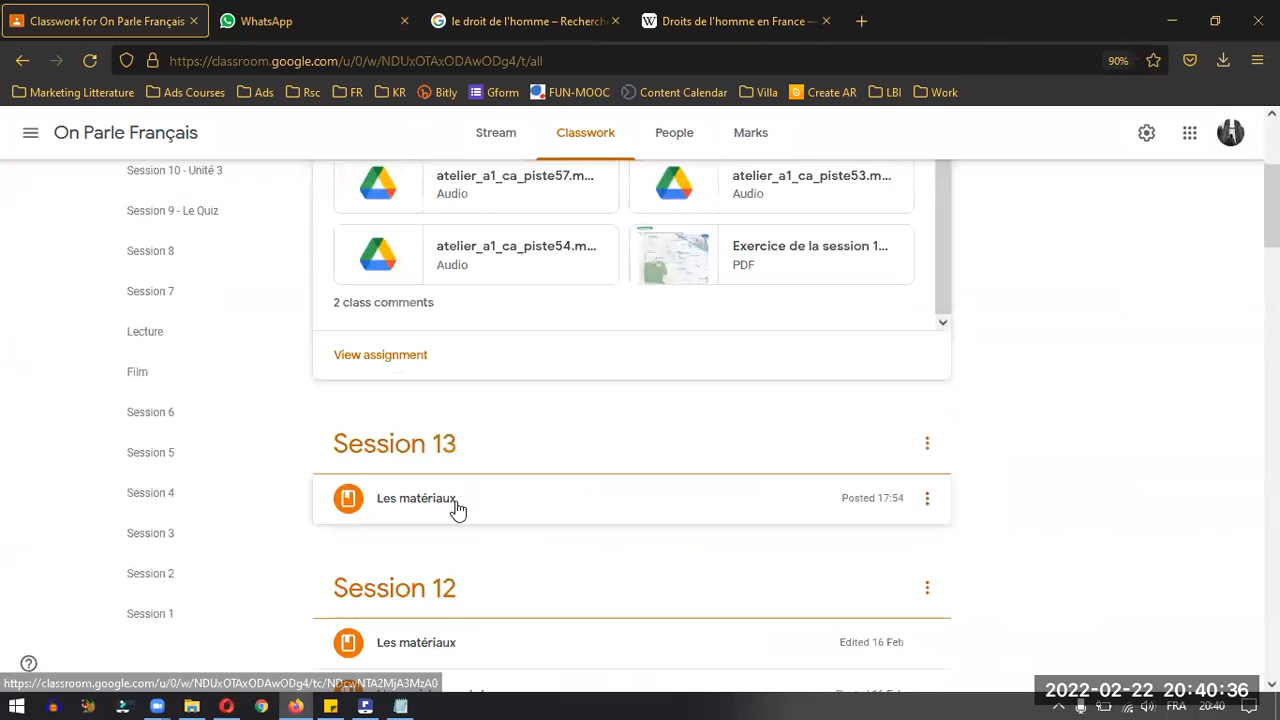 Classwork for On Parle Français
WhatsApp
le droit de l'homme – Recherch
Droits de l'homme en France —
https://classroom.google.com/u/0/w/NDUxOTAxODAwODg4/t/all
90%
Marketing Litterature
Ads Courses
Ads
Rsc
FR
KR
Bitly
Gform
FUN-MOOC
Content Calendar
Villa
Create AR
LBI
Work
On Parle Français
Stream
Classwork
People
Marks
Session 10 - Unité 3
Session 9 - Le Quiz
Session 8
Session 7
Lecture
Film
Session 6
Session 5
Session 4
Session 3
Session 2
Session 1
atelier_a1_ca_piste57.m...
Audio
atelier_a1_ca_piste53.m...
Audio
atelier_a1_ca_piste54.m...
Audio
Exercice de la session 1...
PDF
2 class comments
View assignment
Session 13
Les matériaux
Posted 17:54
Session 12
Les matériaux
Edited 16 Feb
https://classroom.google.com/u/0/w/NDUxOTAxODAwODg4/tc/NDcwNTA2MjA3MzA0
2022-02-22 20:40:36
FRA
20:40